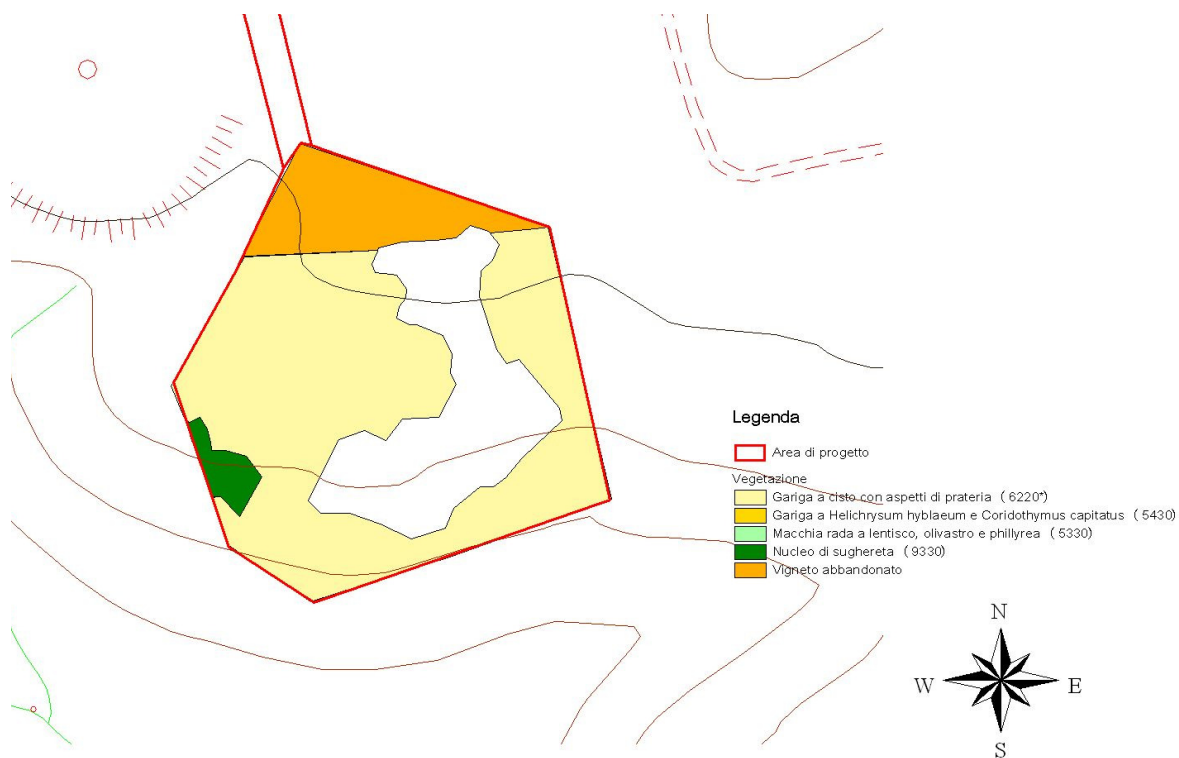 Legenda
Area di progetto
Vegetazione
Gariga a cisto con aspetti di prateria (6220*)
Gariga a Helichrysum hyblaeum e Coridothymus capitatus (5430)
Macchia rada a lentisco, olivastro e phillyrea (5330)
Nucleo di sughereta (9330)
Vigneto abbandonato
N
W E
S